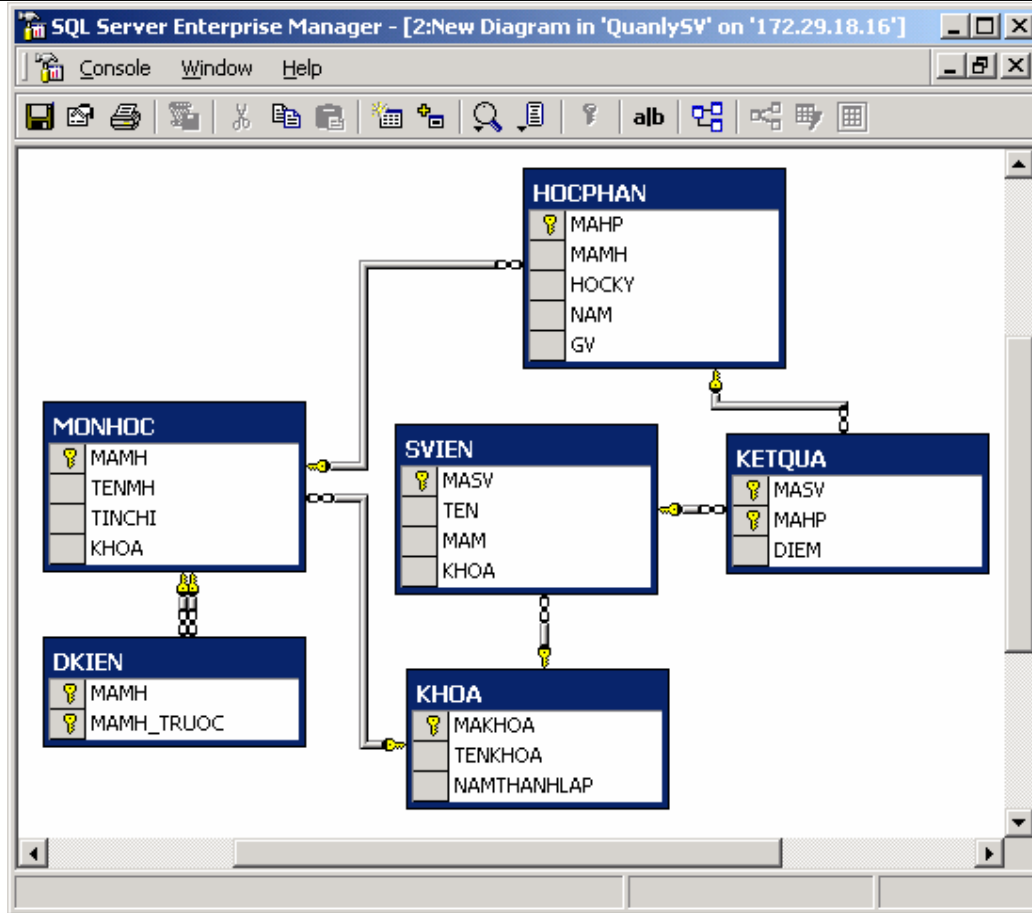 SQL Server Enterprise Manager - [2:New Diagram in 'QuanlySV' on '172.29.18.16']
Console Window Help
a|b
HOCPHAN
MAHP
MAMH
HOCKY
NAM
GV
MONHOC
MAMH
TENMH
TINCHI
KHOA
SVIEN
MASV
TEN
MAM
KHOA
KETQUA
MASV
MAHP
DIEM
DKIEN
MAMH
MAMH_TRUOC
KHOA
MAKHOA
TENKHOA
NAMTHANHLAP